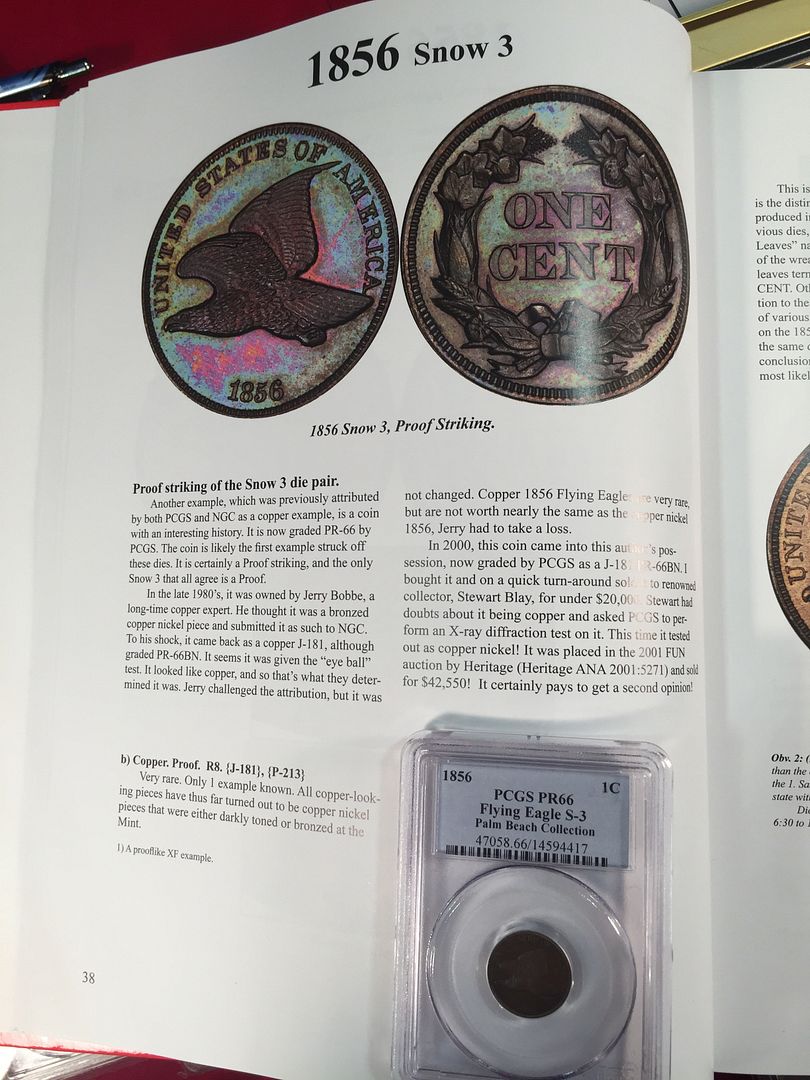 1856 Snow 3
UNITED STATES OF AMERICA
1856
ONE
CENT
1856 Snow 3, Proof Striking.
Proof striking of the Snow 3 die pair.
Another example, which was previously attributed
by both PCGS and NGC as a copper example, is a coin
with an interesting history. It is now graded PR-66 by
PCGS. The coin is likely the first example struck off
these dies. It is certainly a Proof striking, and the only
Snow 3 that all agree is a Proof.
In the late 1980's, it was owned by Jerry Bobbe, a
long-time copper expert. He thought it was a bronzed
copper nickel piece and submitted it as such to NGC.
To his shock, it came back as a copper J-181, although
graded PR-66BN. It seems it was given the "eye ball"
test. It looked like copper, and so that's what they deter-
mined it was. Jerry challenged the attribution, but it was
not changed. Copper 1856 Flying Eagles are very rare,
but are not worth nearly the same as the copper nickel
1856, Jerry had to take a loss.
In 2000, this coin came into this author's pos-
session, now graded by PCGS as a J-181 PR-66BN. I
bought it and on a quick turn-around sold it to renowned
collector, Stewart Blay, for under $20,000. Stewart had
doubts about it being copper and asked PCGS to per-
form an X-ray diffraction test on it. This time it tested
out as copper nickel! It was placed in the 2001 FUN
auction by Heritage (Heritage ANA 2001:5271) and sold
for $42,550! It certainly pays to get a second opinion!
b) Copper. Proof. R8. {J-181}, {P-213}
Very rare. Only 1 example known. All copper-look-
ing pieces have thus far turned out to be copper nickel
pieces that were either darkly toned or bronzed at the
Mint.
1) A prooflike XF example.
38
1856 1C
PCGS PR66
Flying Eagle S-3
Palm Beach Collection
47058.66/14594417
This is
is the
produced
vious dies,
Leaves"
of the
leaves
CENT.
tion to the
of various
on the
the same
most
UNITED
Obv. 2:
than the
the 1.
state
6:30 to